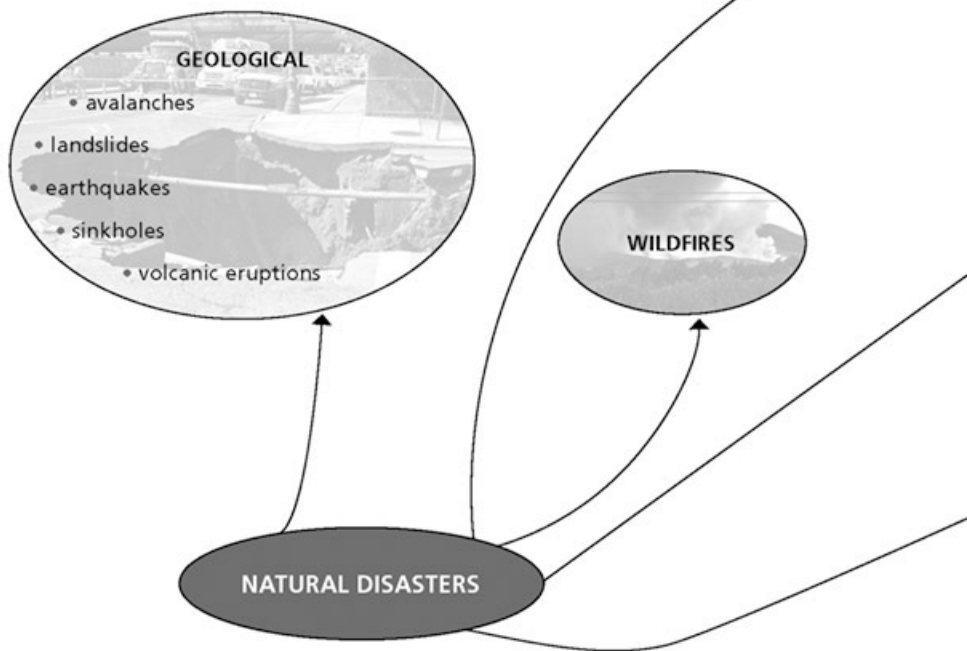 GEOLOGICAL
• avalanches
• landslides
• earthquakes
• sinkholes
• volcanic eruptions
WILDFIRES
NATURAL DISASTERS